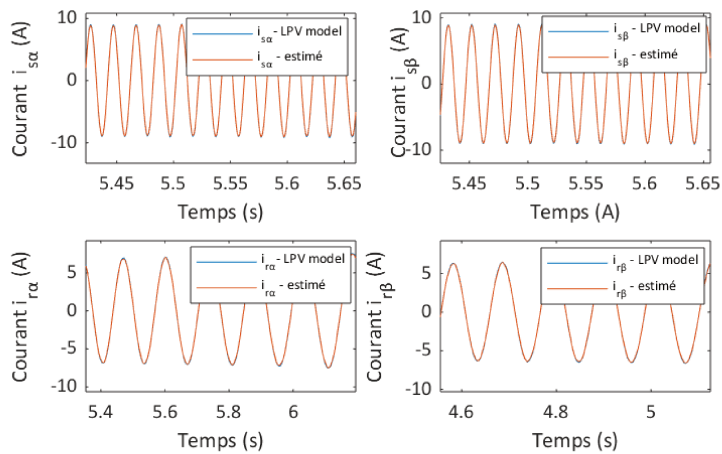 Courant i_sα (A)
10
0
-10
i_sα - LPV model
i_sα - estimé
5.45
5.5
5.55
5.6
5.65
Temps (s)
Courant i_sβ (A)
10
0
-10
i_sβ - LPV model
i_sβ - estimé
5.45
5.5
5.55
5.6
5.65
Temps (A)
Courant i_rα (A)
5
0
-5
-10
i_rα - LPV model
i_rα - estimé
5.4
5.6
5.8
6
Temps (s)
Courant i_rβ (A)
5
0
-5
-10
i_rβ - LPV model
i_rβ - estimé
4.6
4.8
5
Temps (s)